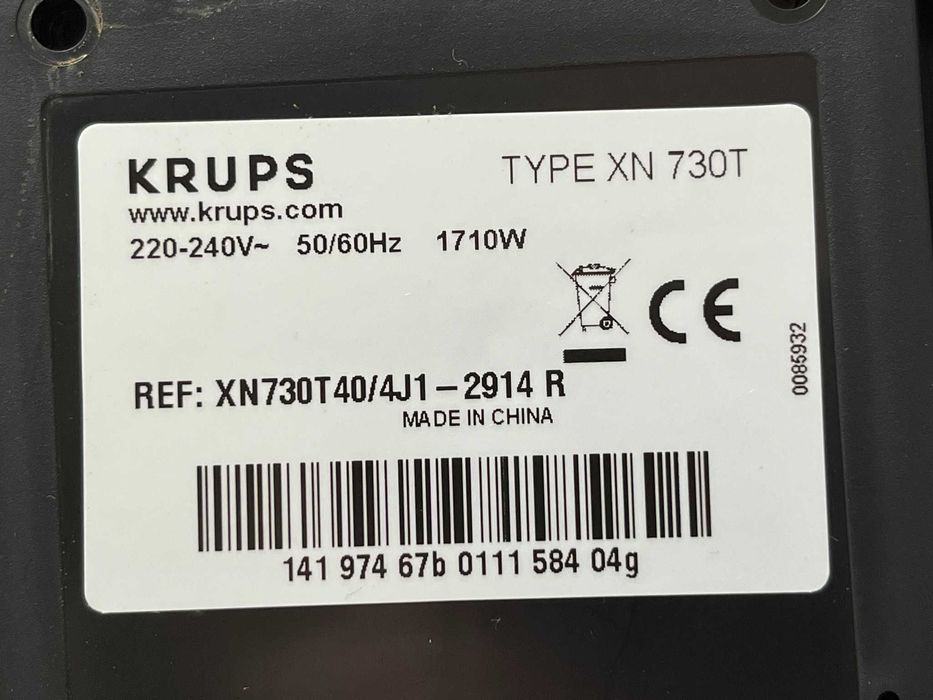 KRUPS
TYPE XN 730T
www.krups.com
220-240V~ 50/60Hz 1710W
CE
0085932
REF: XN730T40/4J1-2914 R
MADE IN CHINA
141 974 67b 0111 584 04g